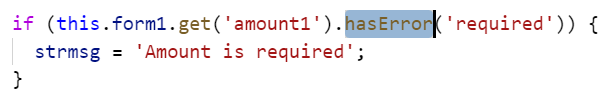 if (this.form1.get('amount1').hasError('required')) {
strmsg = 'Amount is required';
}